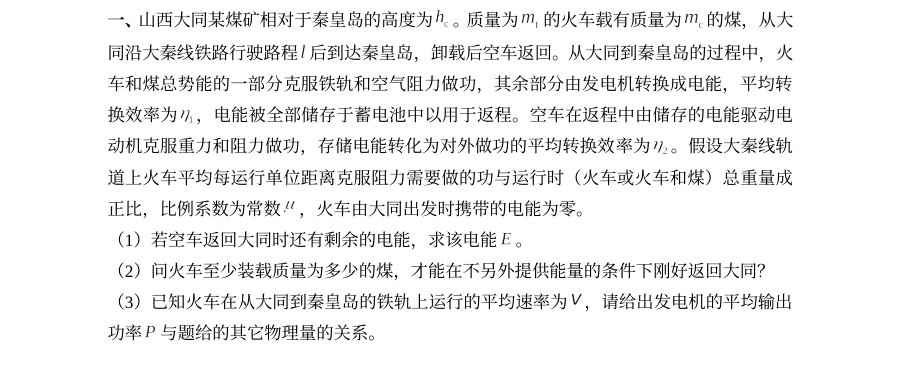 一、山西大同某煤矿相对于秦皇岛的高度为 h_c 。质量为 m_t 的火车载有质量为 m_c 的煤，从大
同沿大秦线铁路行驶路程 l 后到达秦皇岛，卸载后空车返回。从大同到秦皇岛的过程中，火
车和煤总势能的一部分克服铁轨和空气阻力做功，其余部分由发电机转换成电能，平均转
换效率为 η_1 ，电能被全部储存于蓄电池中以用于返程。空车在返程中由储存的电能驱动电
动机克服重力和阻力做功，存储电能转化为对外做功的平均转换效率为 η_2 。假设大秦线轨
道上火车平均每运行单位距离克服阻力需要做的功与运行时（火车或火车和煤）总重量成
正比，比例系数为常数 μ ，火车由大同出发时携带的电能为零。
（1）若空车返回大同时还有剩余的电能，求该电能 E 。
（2）问火车至少装载质量为多少的煤，才能在不另外提供能量的条件下刚好返回大同？
（3）已知火车在从大同到秦皇岛的铁轨上运行的平均速率为 V ，请给出发电机的平均输出
功率 P 与题给的其它物理量的关系。